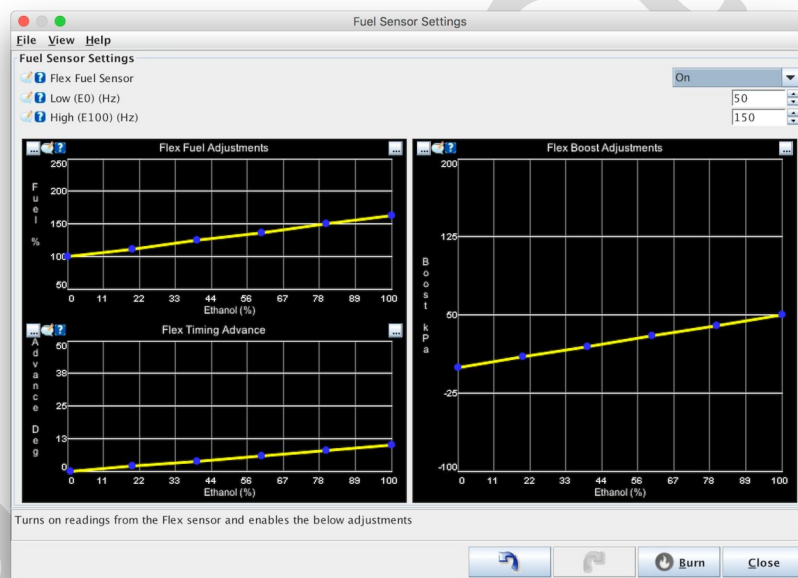 Fuel Sensor Settings
File View Help
Fuel Sensor Settings
Flex Fuel Sensor On
Low (E0) (Hz) 50
High (E100) (Hz) 150
... ? Flex Fuel Adjustments ...
Fuel %
250
200
150
100
50
0 11 22 33 44 56 67 78 89 100
Ethanol (%)
... ? Flex Timing Advance ...
Advance Deg
50
38
25
13
0
0 11 22 33 44 56 67 78 89 100
Ethanol (%)
... ? Flex Boost Adjustments ...
Boost kPa
200
125
50
-25
-100
0 11 22 33 44 56 67 78 89 100
Ethanol (%)
Turns on readings from the Flex sensor and enables the below adjustments
Burn Close